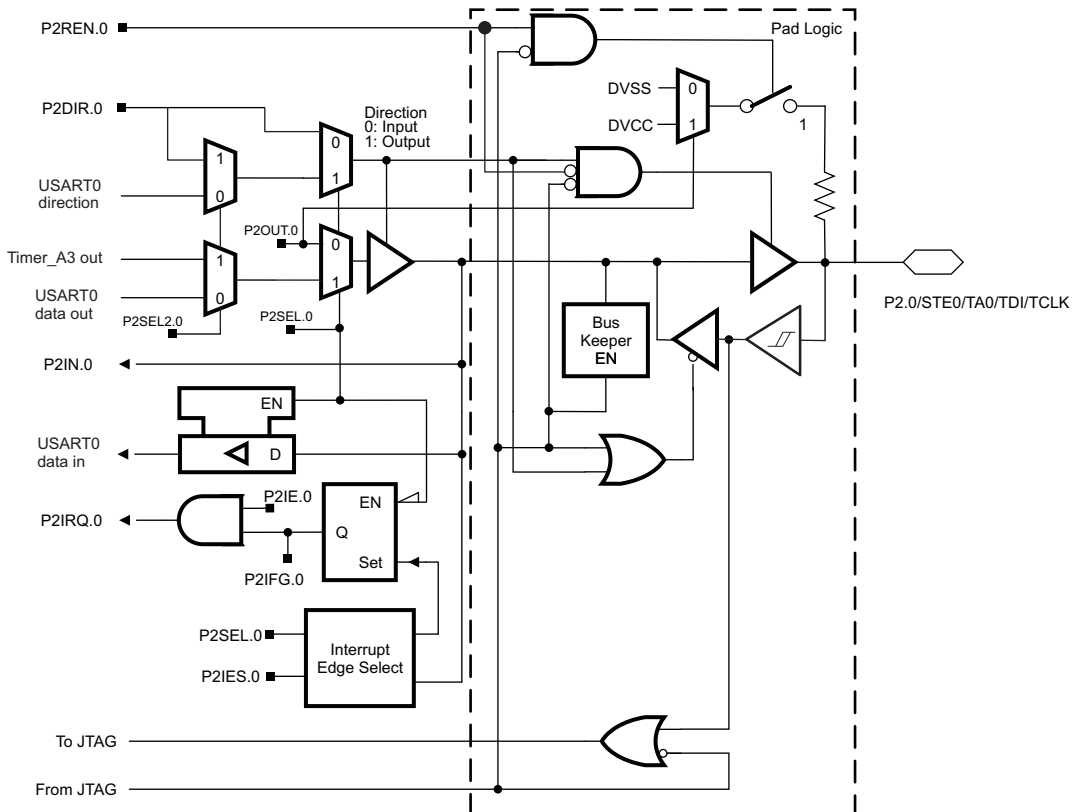 P2REN.0
Pad Logic
P2DIR.0
Direction
0: Input
1: Output
DVSS
0
DVCC
1
1
0
1
1
0
USART0
direction
P2OUT.0
0
1
Timer_A3 out
1
0
USART0
data out
P2SEL2.0
P2SEL.0
P2.0/STE0/TA0/TDI/TCLK
Bus
Keeper
EN
P2IN.0
EN
USART0
data in
D
P2IE.0
EN
P2IRQ.0
Q
P2IFG.0
Set
P2SEL.0
Interrupt
Edge Select
P2IES.0
To JTAG
From JTAG